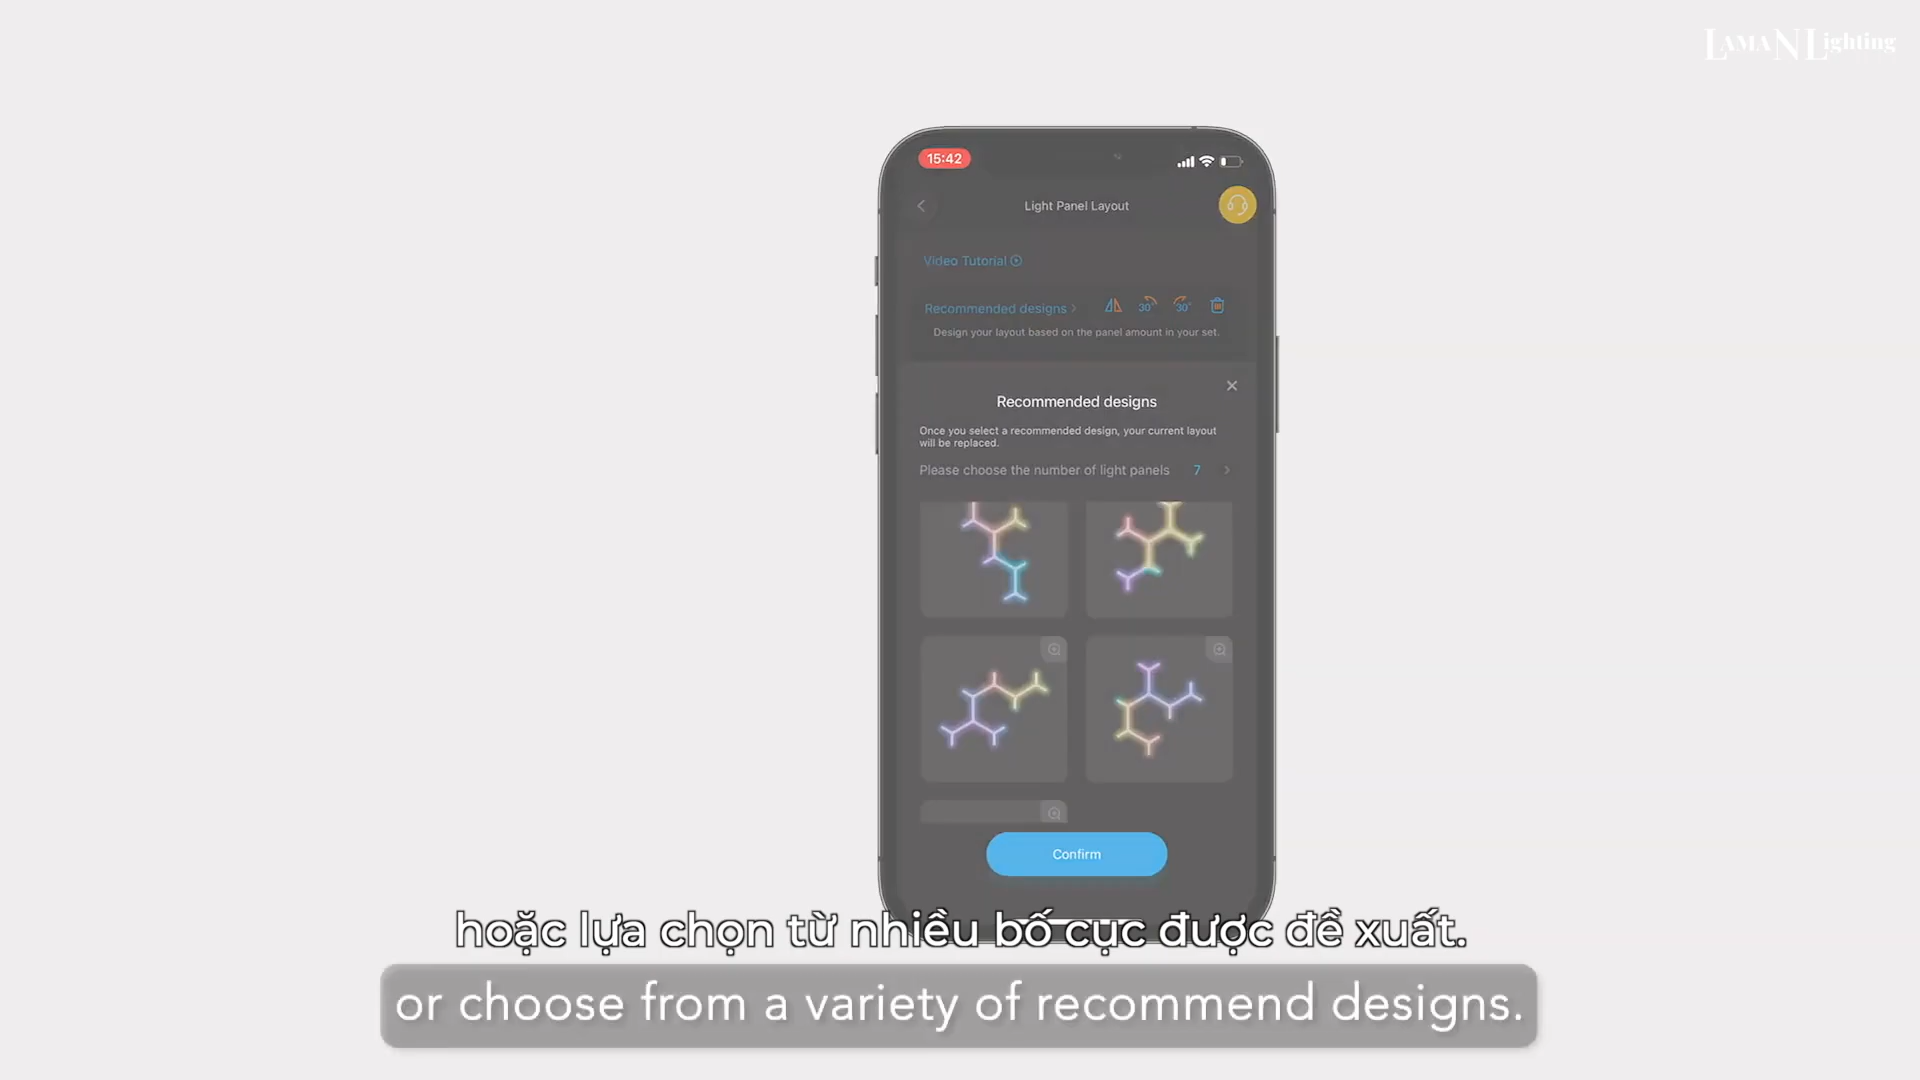 LAMAN Lighting
15:42
Light Panel Layout
Video Tutorial
Recommended designs >
30°
30°
Design your layout based on the panel amount in your set.
Recommended designs
Once you select a recommended design, your current layout
will be replaced.
Please choose the number of light panels 7 >
Confirm
hoặc lựa chọn từ nhiều bố cục được đề xuất.
or choose from a variety of recommend designs.